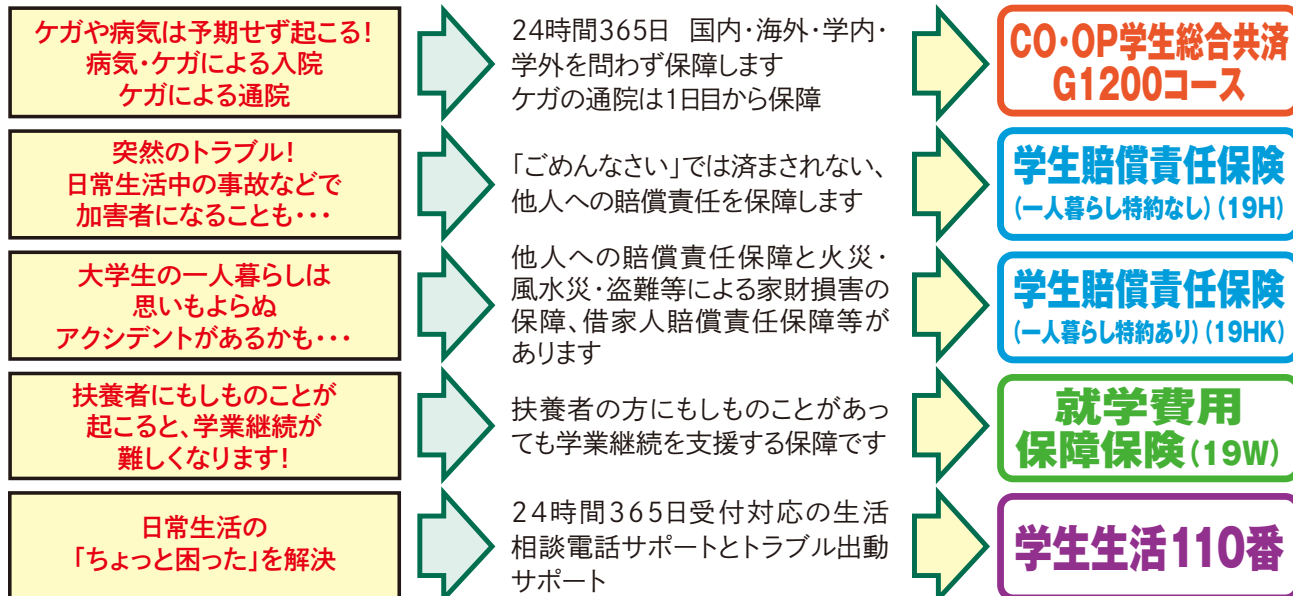 ケガや病気は予期せず起こる!
病気・ケガによる入院
ケガによる通院
24時間365日 国内・海外・学内・
学外を問わず保障します
ケガの通院は1日目から保障
CO・OP学生総合共済
G1200コース
突然のトラブル!
日常生活中の事故などで
加害者になることも・・・
「ごめんなさい」では済まされない、
他人への賠償責任を保障します
学生賠償責任保険
(一人暮らし特約なし)(19H)
大学生の一人暮らしは
思いもよらぬ
アクシデントがあるかも・・・
他人への賠償責任保障と火災・
風水災・盗難等による家財損害の
保障、借家人賠償責任保障等が
あります
学生賠償責任保険
(一人暮らし特約あり)(19HK)
扶養者にもしものことが
起こると、学業継続が
難しくなります!
扶養者の方にもしものことがあっ
ても学業継続を支援する保障です
就学費用
保障保険(19W)
日常生活の
「ちょっと困った」を解決
24時間365日受付対応の生活
相談電話サポートとトラブル出動
サポート
学生生活110番